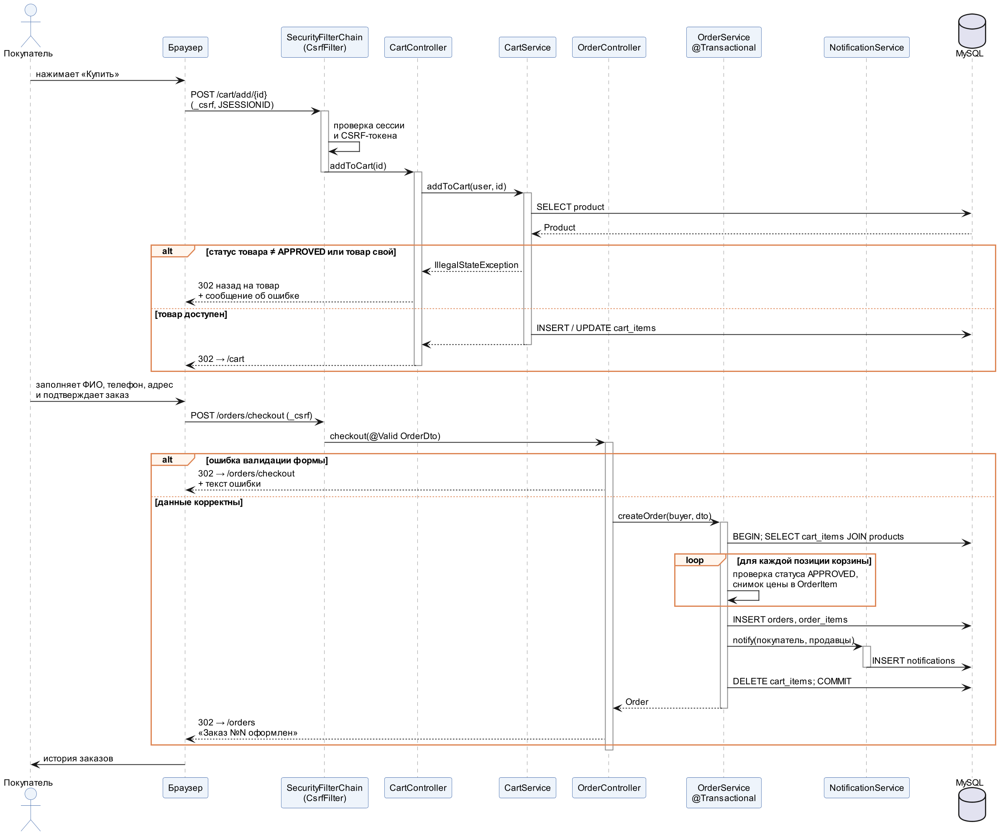 Покупатель
Браузер
SecurityFilterChain
(CsrfFilter)
CartController
CartService
OrderController
OrderService
@Transactional
NotificationService
MySQL
нажимает «Купить»
POST /cart/add/{id}
(_csrf, JSESSIONID)
проверка сессии
и CSRF-токена
addToCart(id)
addToCart(user, id)
SELECT product
Product
alt
[статус товара ≠ APPROVED или товар свой]
IllegalStateException
302 назад на товар
+ сообщение об ошибке
[товар доступен]
INSERT / UPDATE cart_items
302 → /cart
заполняет ФИО, телефон, адрес
и подтверждает заказ
POST /orders/checkout (_csrf)
checkout(@Valid OrderDto)
alt
[ошибка валидации формы]
302 → /orders/checkout
+ текст ошибки
[данные корректны]
createOrder(buyer, dto)
BEGIN; SELECT cart_items JOIN products
loop
[для каждой позиции корзины]
проверка статуса APPROVED,
снимок цены в OrderItem
INSERT orders, order_items
notify(покупатель, продавцы)
INSERT notifications
DELETE cart_items; COMMIT
Order
302 → /orders
«Заказ №N оформлен»
история заказов
Покупатель
Браузер
SecurityFilterChain
(CsrfFilter)
CartController
CartService
OrderController
OrderService
@Transactional
NotificationService
MySQL